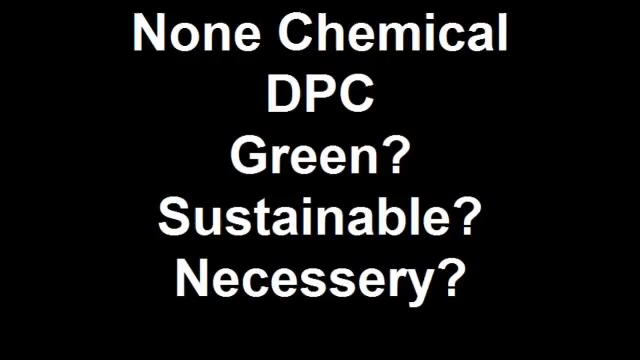 None Chemical
DPC
Green?
Sustainable?
Necessery?